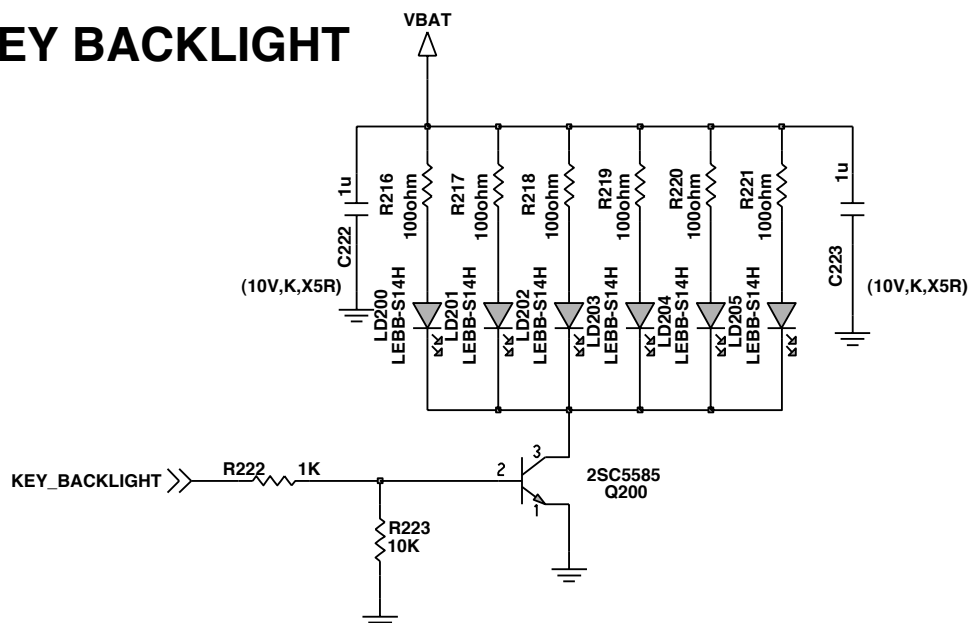 VBAT
EY BACKLIGHT
1u
C222
(10V,K,X5R)
R216
100ohm
R217
100ohm
R218
100ohm
R219
100ohm
R220
100ohm
R221
100ohm
1u
C223
(10V,K,X5R)
LD200
LEBB-S14H
LD201
LEBB-S14H
LD202
LEBB-S14H
LD203
LEBB-S14H
LD204
LEBB-S14H
LD205
LEBB-S14H
KEY_BACKLIGHT
R222 1K
2
3
1
2SC5585
Q200
R223
10K